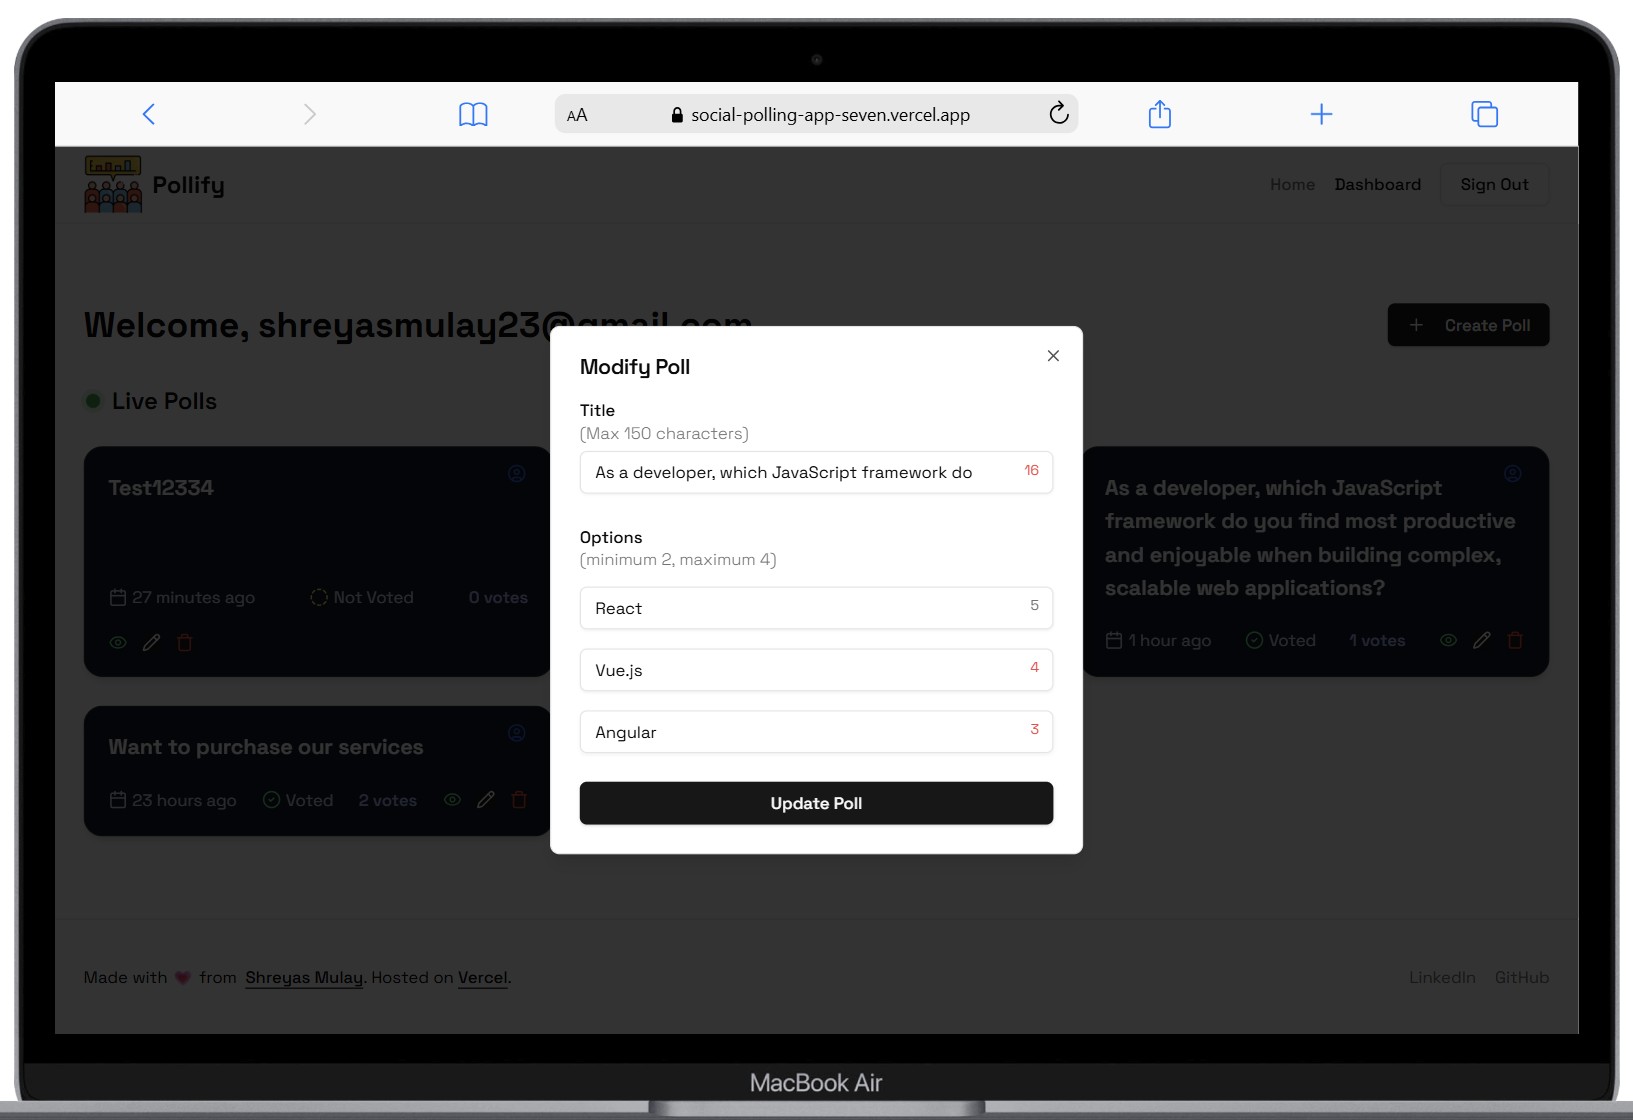 AA social-polling-app-seven.vercel.app
Pollify
Home Dashboard Sign Out
Welcome, shreyasmulay23@gmail.com
Create Poll
Live Polls
Test12334
27 minutes ago Not Voted 0 votes
Want to purchase our services
23 hours ago Voted 2 votes
Modify Poll
Title
(Max 150 characters)
As a developer, which JavaScript framework do 16
Options
(minimum 2, maximum 4)
React 5
Vue.js 4
Angular 3
Update Poll
As a developer, which JavaScript
framework do you find most productive
and enjoyable when building complex,
scalable web applications?
1 hour ago Voted 1 votes
Made with from Shreyas Mulay. Hosted on Vercel.
LinkedIn GitHub
MacBook Air